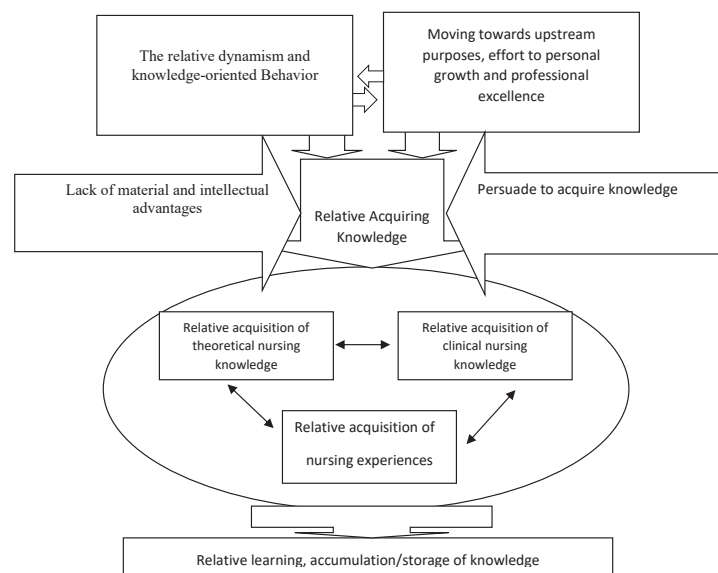 The relative dynamism and
knowledge-oriented Behavior
Moving towards upstream
purposes, effort to personal
growth and professional
excellence
Lack of material and intellectual
advantages
Relative Acquiring
Knowledge
Persuade to acquire knowledge
Relative acquisition of
theoretical nursing
knowledge
Relative acquisition of
clinical nursing
knowledge
Relative acquisition of
nursing experiences
Relative learning, accumulation/storage of knowledge